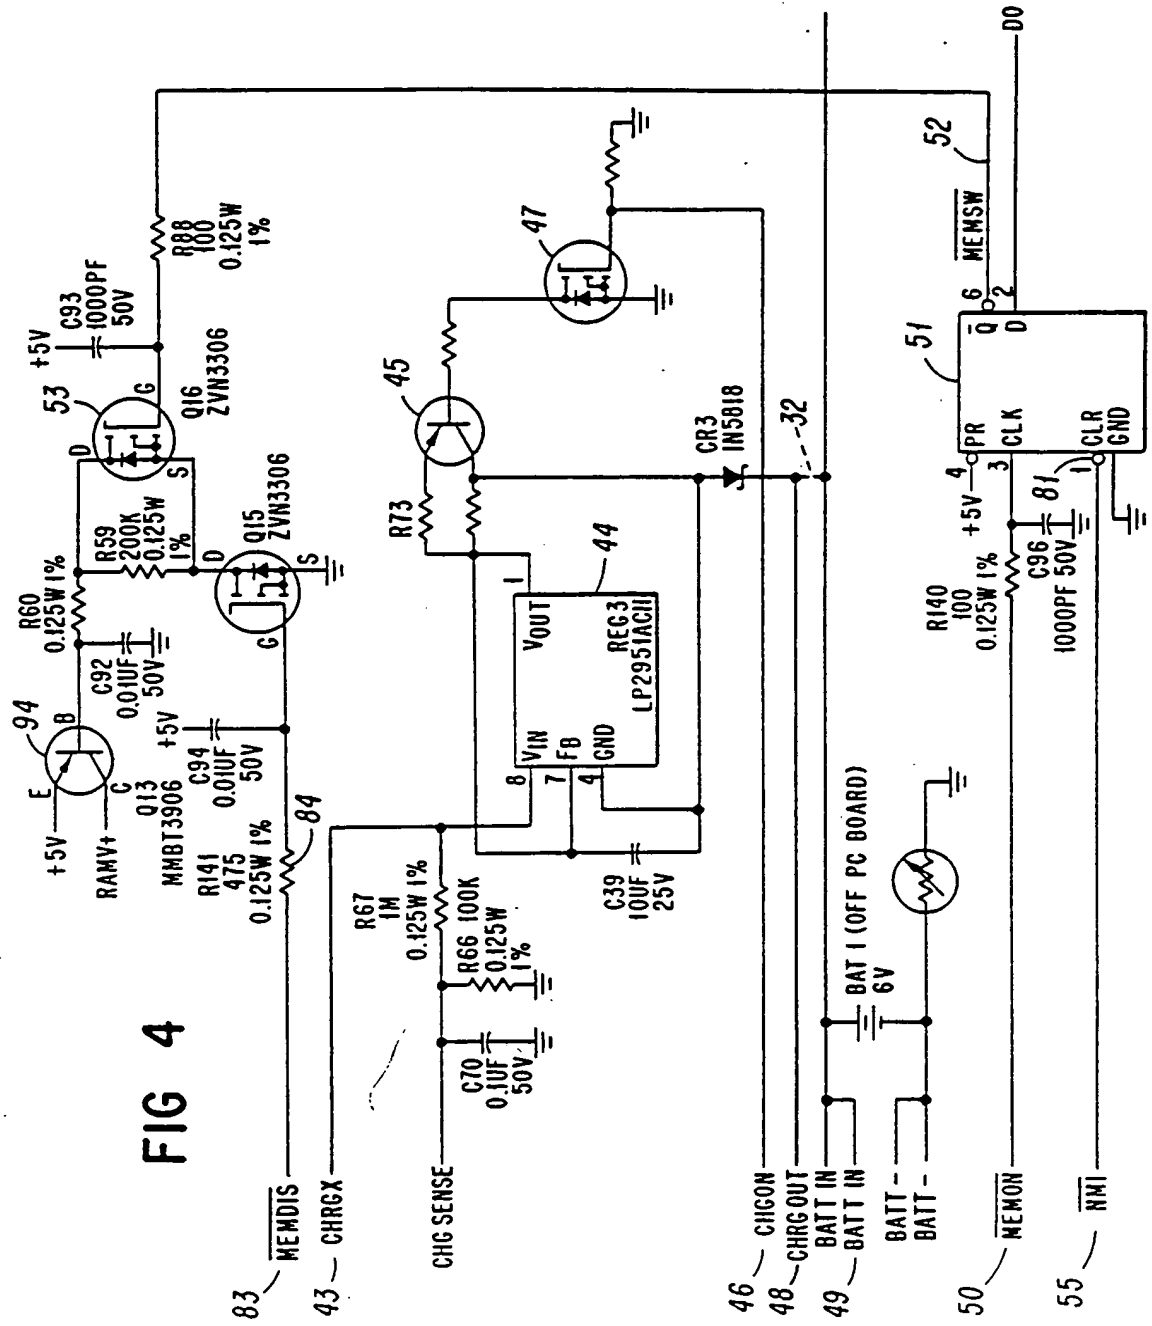 FIG 4
83
MEMDIS
43
CHRGX
CHG SENSE
46
CHGON
48
CHRG OUT
BATT IN
49
BATT IN
BATT -
BATT -
50
MEMON
55
NMI
+5V
E
94
B
C
RAMV+
Q13
MMBT3906
R60
0.125W 1%
C92
0.01UF
50V
R59
200K
0.125W
1%
D
53
G
S
Q16
ZVN3306
+5V
C93
1000PF
50V
R88
100
0.125W
1%
+5V
C94
0.01UF
50V
R141
475
0.125W 1%
84
G
D
Q15
ZVN3306
S
R67
1M
0.125W 1%
R66 100K
0.125W
1%
C70
0.1UF
50V
8
VIN
7
FB
4
GND
VOUT
1
REG3
LP2951ACN
44
C39
10UF
25V
R73
45
47
CR3
IN5818
32
BAT 1 (OFF PC BOARD)
6V
R140
100
0.125W 1%
C96
1000PF 50V
+5V
4
PR
3
CLK
81
1
CLR
GND
51
Q
6
D
2
MEMSW
52
D0